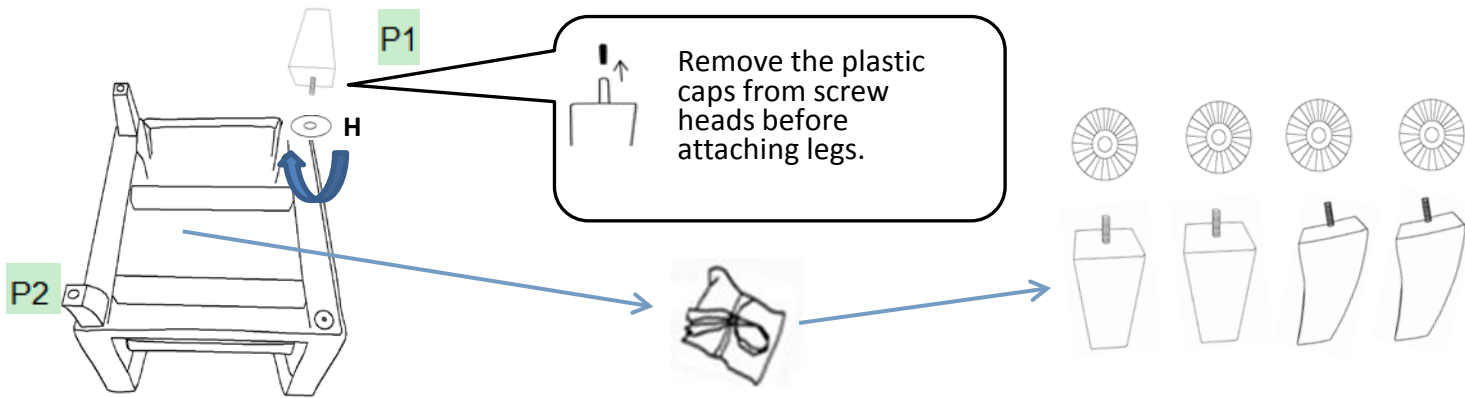 P1
Remove the plastic
caps from screw
heads before
attaching legs.
H
P2